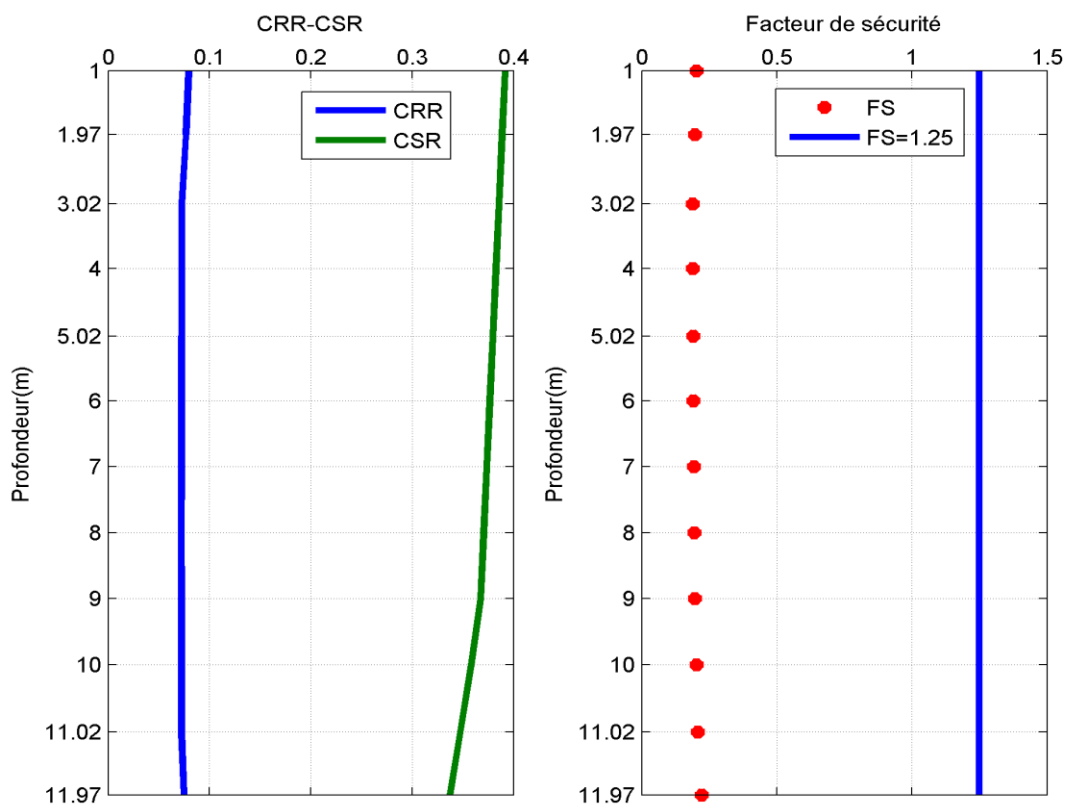 CRR-CSR
0 0.1 0.2 0.3 0.4
1
1.97
3.02
4
5.02
6
7
8
9
10
11.02
11.97
Profondeur(m)
CRR
CSR
Facteur de sécurité
0 0.5 1 1.5
1
1.97
3.02
4
5.02
6
7
8
9
10
11.02
11.97
Profondeur(m)
FS
FS=1.25